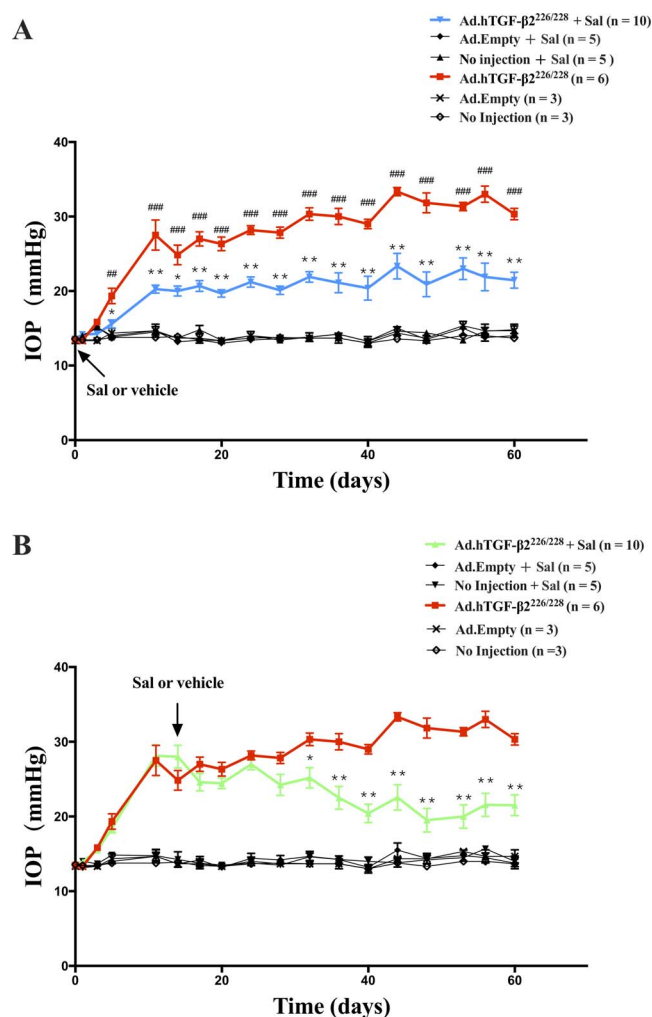 A
Ad.hTGF-β2226/228 + Sal (n = 10)
Ad.Empty + Sal (n = 5)
No injection + Sal (n = 5)
Ad.hTGF-β2226/228 (n = 6)
Ad.Empty (n = 3)
No Injection (n = 3)
40
### ### ### ### ### ### ### ### ### ### ### ### ### ###
30
##
** * ** ** ** ** ** ** ** ** ** ** ** **
*
20
IOP (mmHg)
10
Sal or vehicle
0
0 20 40 60
Time (days)
B
Ad.hTGF-β2226/228 + Sal (n = 10)
Ad.Empty + Sal (n = 5)
No Injection + Sal (n = 5)
Ad.hTGF-β2226/228 (n = 6)
Ad.Empty (n = 3)
No Injection (n =3)
40
Sal or vehicle
30
* ** ** ** ** ** ** **
20
IOP (mmHg)
10
0
0 20 40 60
Time (days)